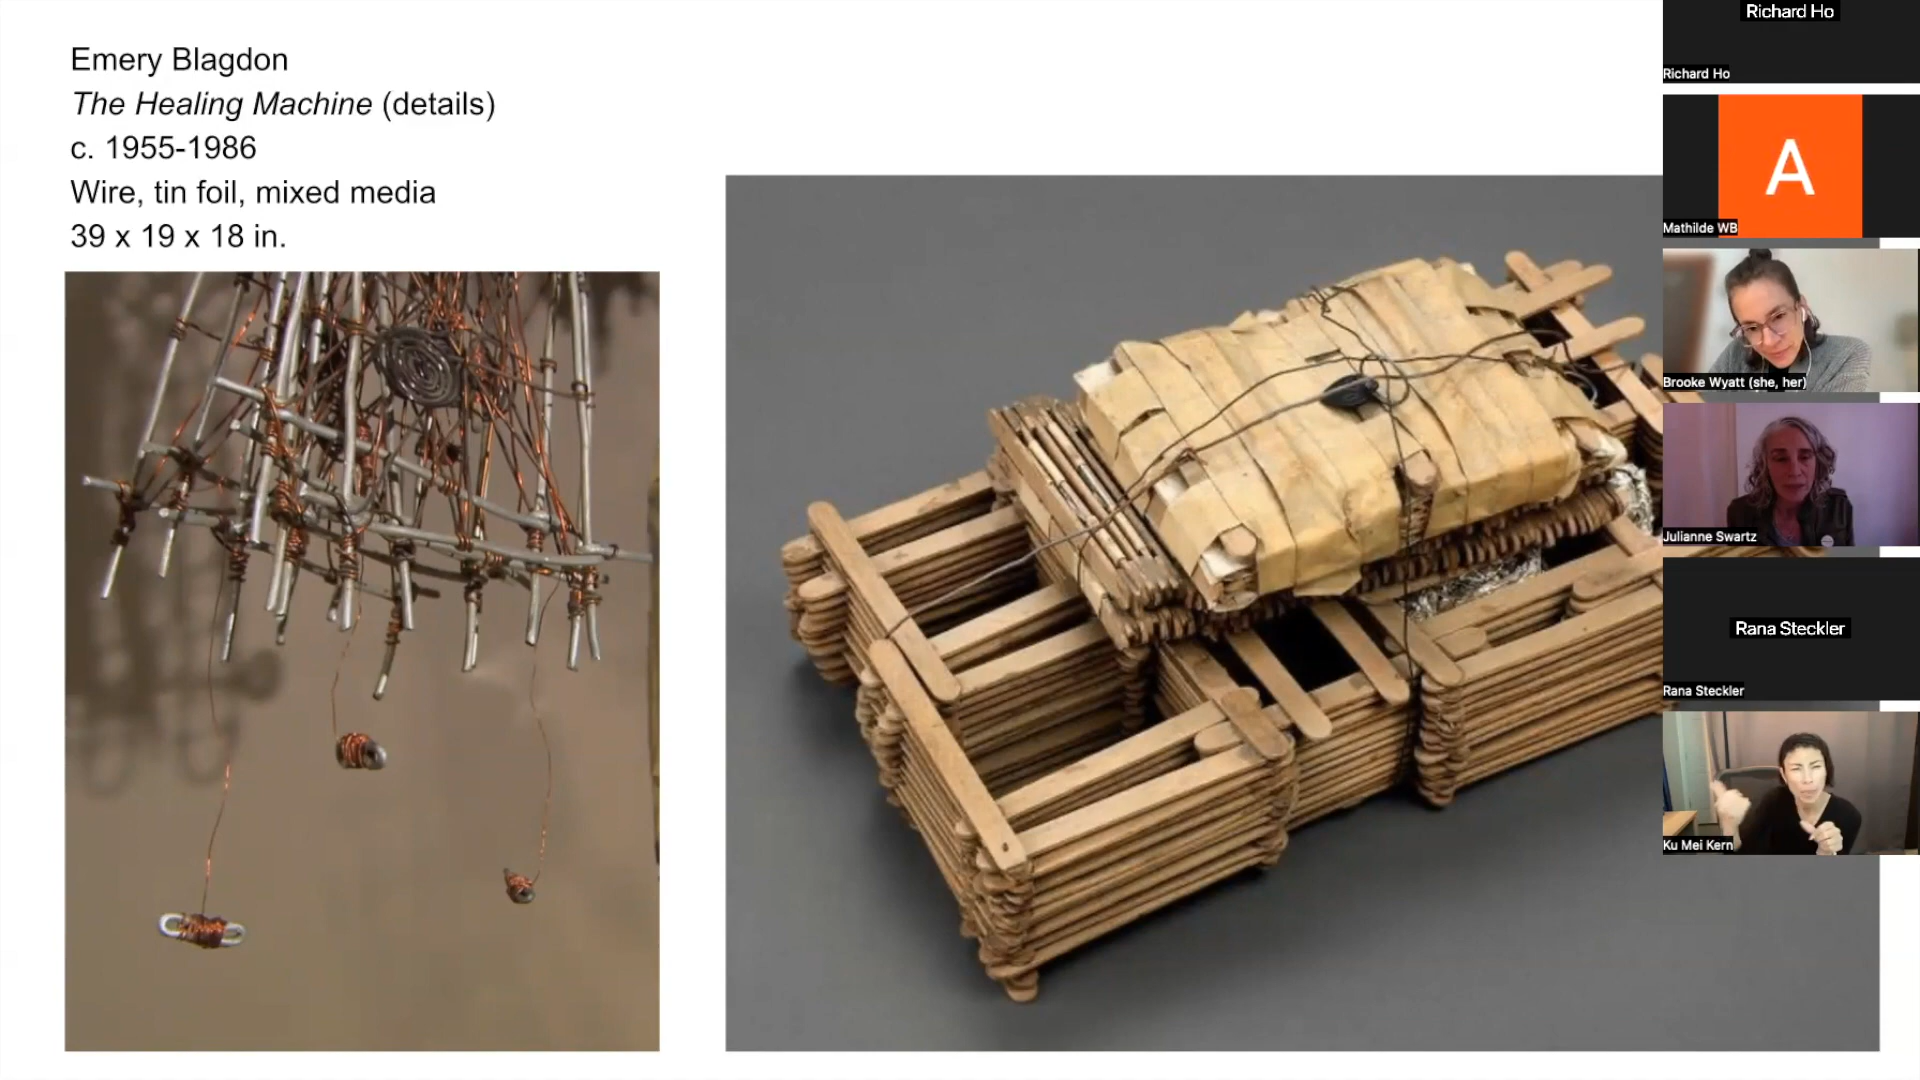 Emery Blagdon
The Healing Machine (details)
c. 1955-1986
Wire, tin foil, mixed media
39 x 19 x 18 in.
Richard Ho
Richard Ho
A
Mathilde WB
Brooke Wyatt (she, her)
Julianne Swartz
Rana Steckler
Rana Steckler
Ku Mei Kern